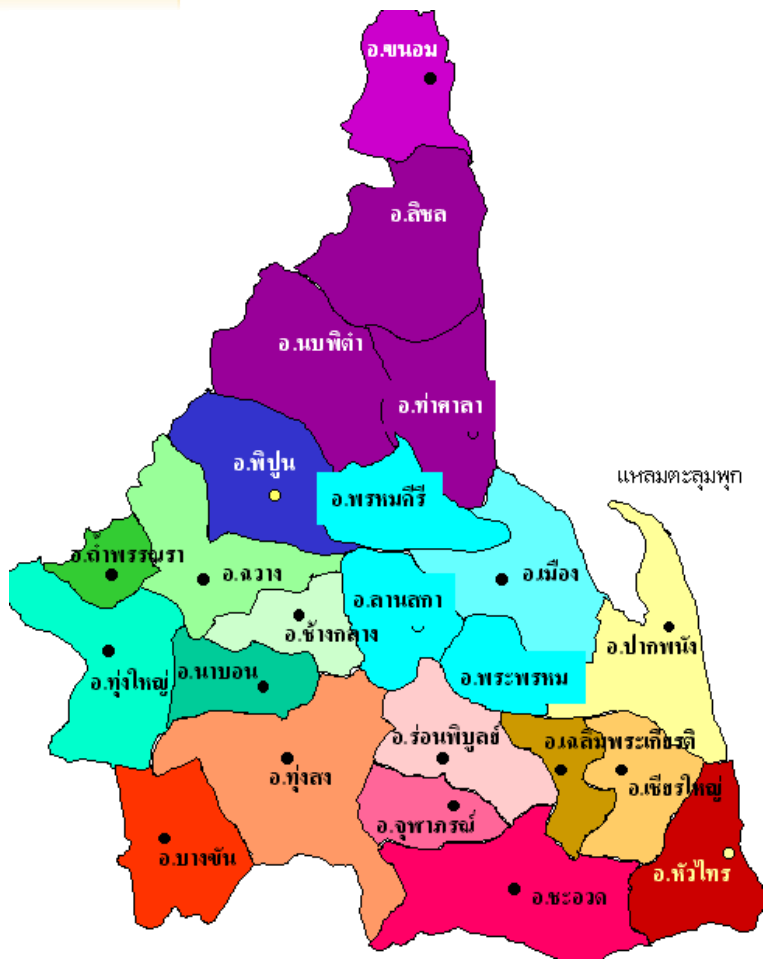 อ.ขนอม
อ.สิชล
อ.นบพิตำ
อ.ท่าศาลา
อ.พิปูน
แหลมตะลุมพุก
อ.พรหมคีรี
อ.ถ้ำพรรณรา
อ.ฉวาง
อ.เมือง
อ.ลานสกา
อ.ช้างกลาง
อ.ปากพนัง
อ.ทุ่งใหญ่
อ.นาบอน
อ.พระพรหม
อ.ร่อนพิบูลย์
อ.เฉลิมพระเกียรติ
อ.ทุ่งสง
อ.เชียรใหญ่
อ.จุฬาภรณ์
อ.บางขัน
อ.หัวไทร
อ.ชะอวด